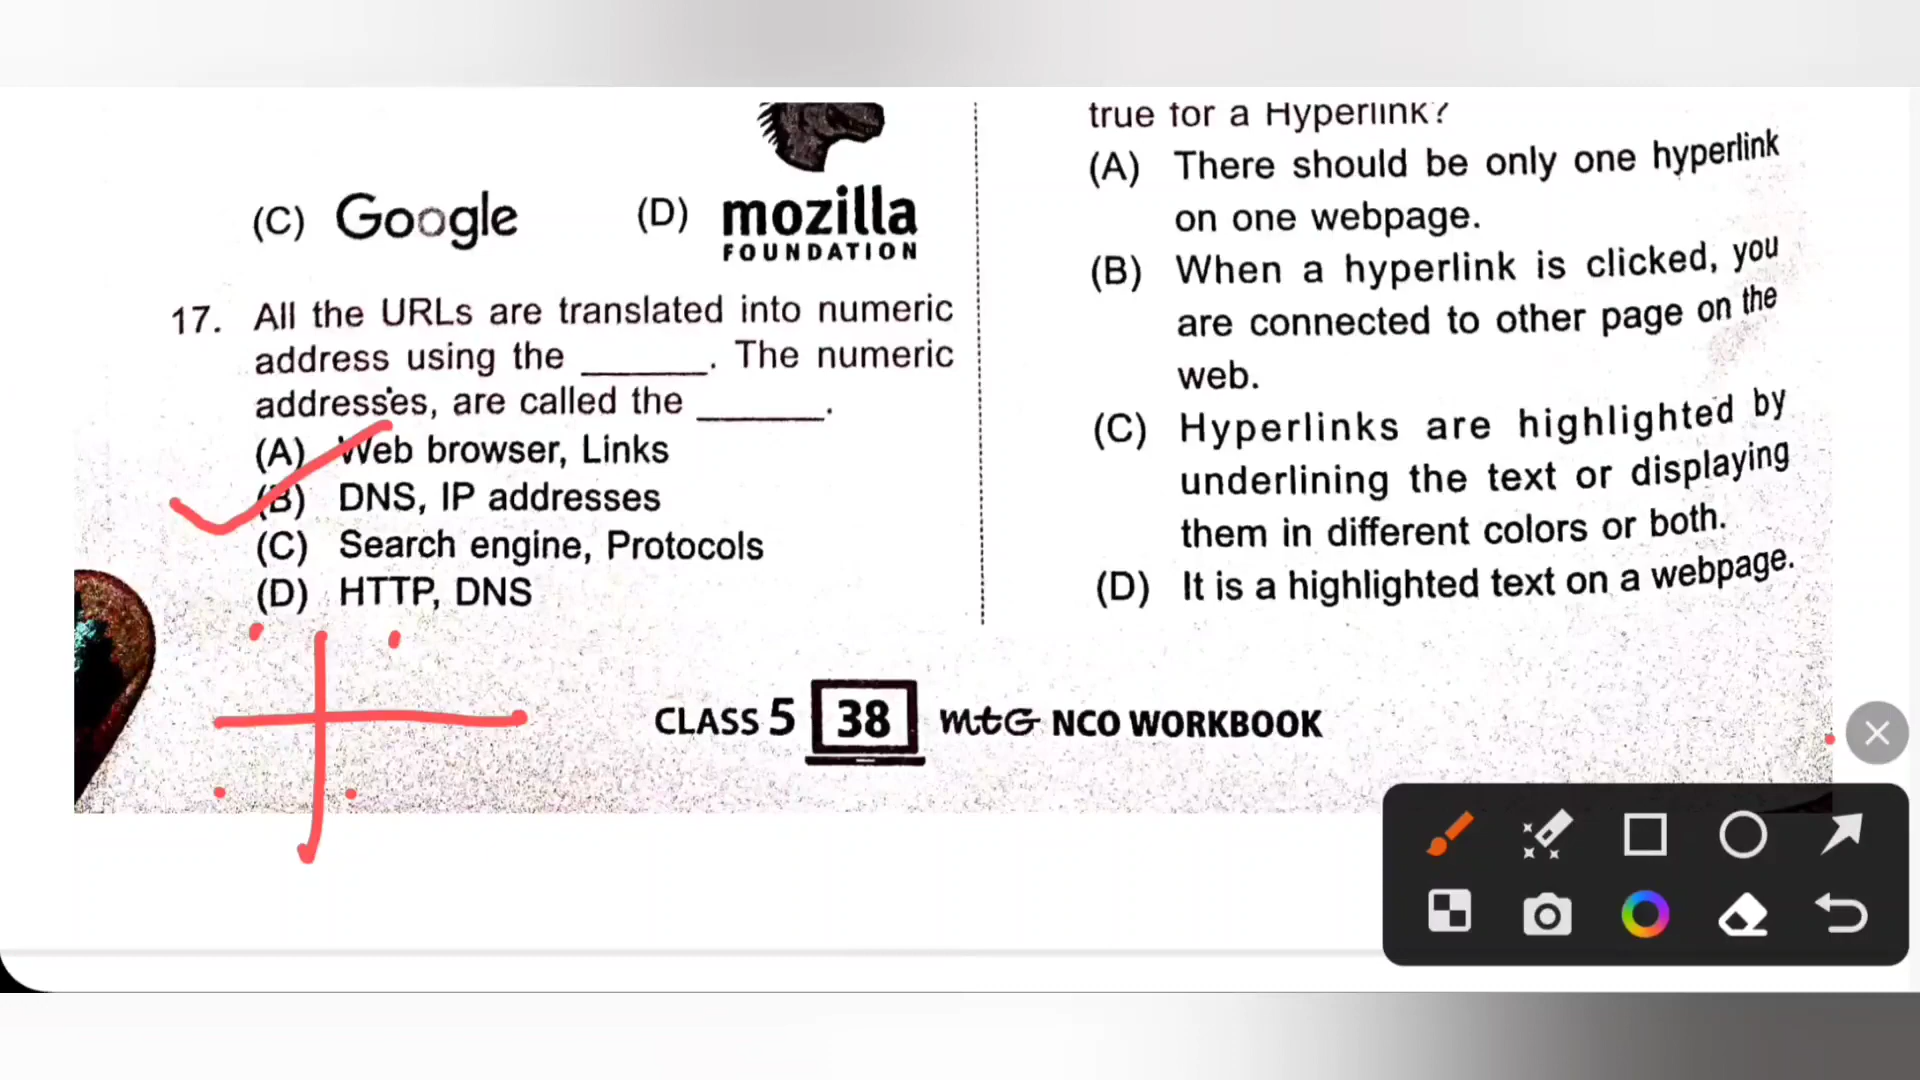 (C) Google (D) mozilla
FOUNDATION
17. All the URLs are translated into numeric
address using the ______. The numeric
addresses, are called the ______.
(A) Web browser, Links
(B) DNS, IP addresses
(C) Search engine, Protocols
(D) HTTP, DNS
true for a Hyperlink?
(A) There should be only one hyperlink
on one webpage.
(B) When a hyperlink is clicked, you
are connected to other page on the
web.
(C) Hyperlinks are highlighted by
underlining the text or displaying
them in different colors or both.
(D) It is a highlighted text on a webpage.
CLASS 5 38 mtG NCO WORKBOOK